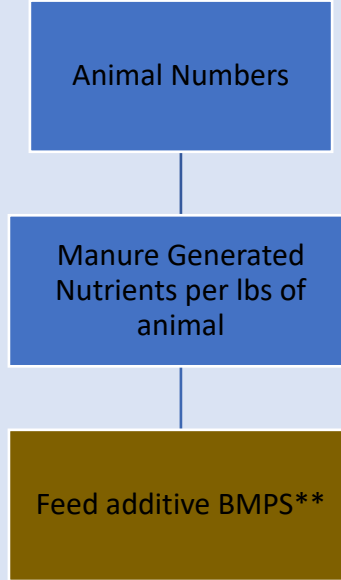 Animal Numbers
Manure Generated
Nutrients per lbs of
animal
Feed additive BMPS**